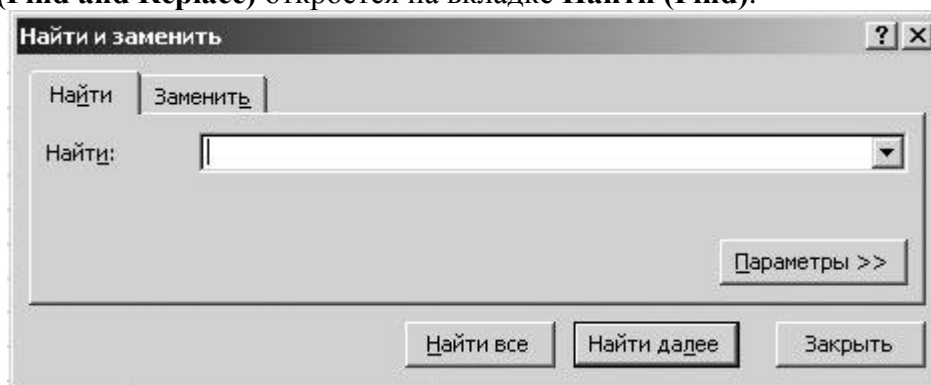 (Find and Replace) откроется на вкладке Найти (Find).
Найти и заменить
Найти Заменить
Найти:
Параметры >>
Найти все Найти далее Закрыть